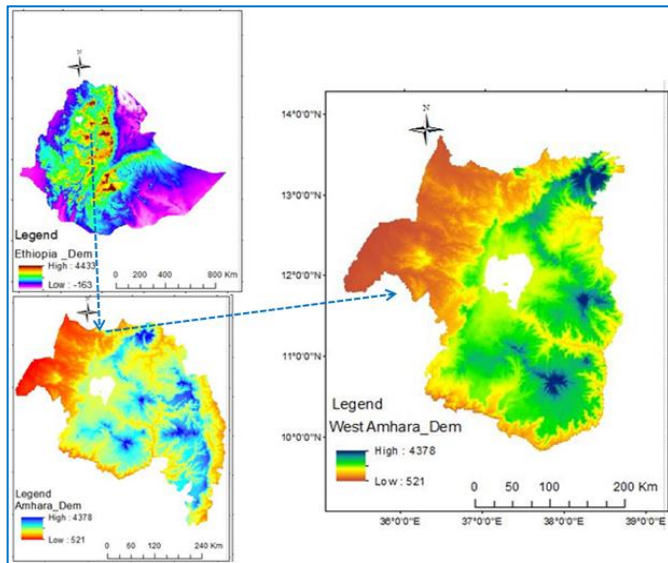 N
Legend
Ethiopia _Dem
High : 4433
Low : -163
0 200 400 800 Km
N
Legend
Amhara_Dem
High : 4378
Low : 521
0 60 120 240 Km
N
14°0'0"N
13°0'0"N
12°0'0"N
11°0'0"N
10°0'0"N
Legend
West Amhara_Dem
High : 4378
Low : 521
0 50 100 200 Km
36°0'0"E 37°0'0"E 38°0'0"E 39°0'0"E